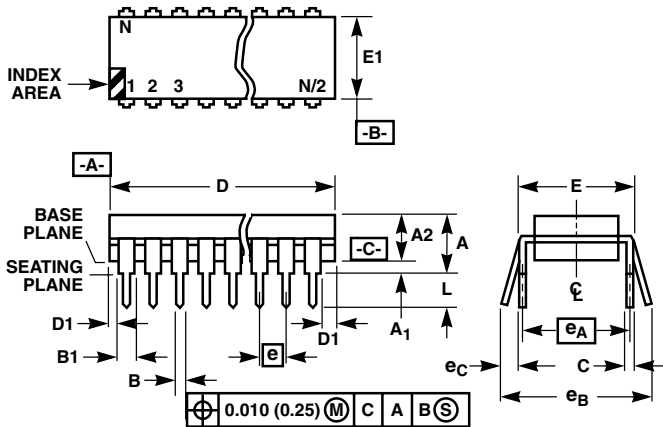 N
INDEX
AREA
1 2 3
N/2
E1
-B-
-A-
D
E
BASE
PLANE
A2
A
-C-
SEATING
PLANE
L
D1
A1
e
D1
B1
B
eA
eC
C
eB
CL
⌖ 0.010 (0.25) Ⓜ C A B Ⓢ